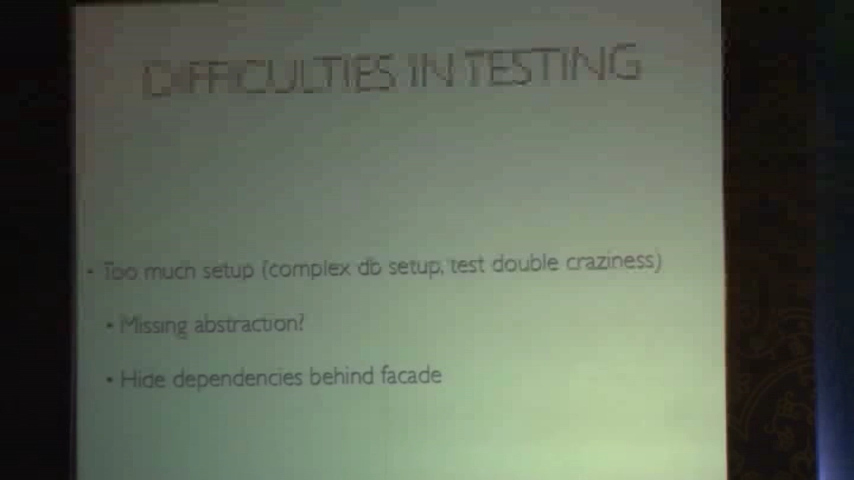 DIFFICULTIES IN TESTING
• Too much setup (complex db setup, test double craziness)
• Missing abstraction?
• Hide dependencies behind facade